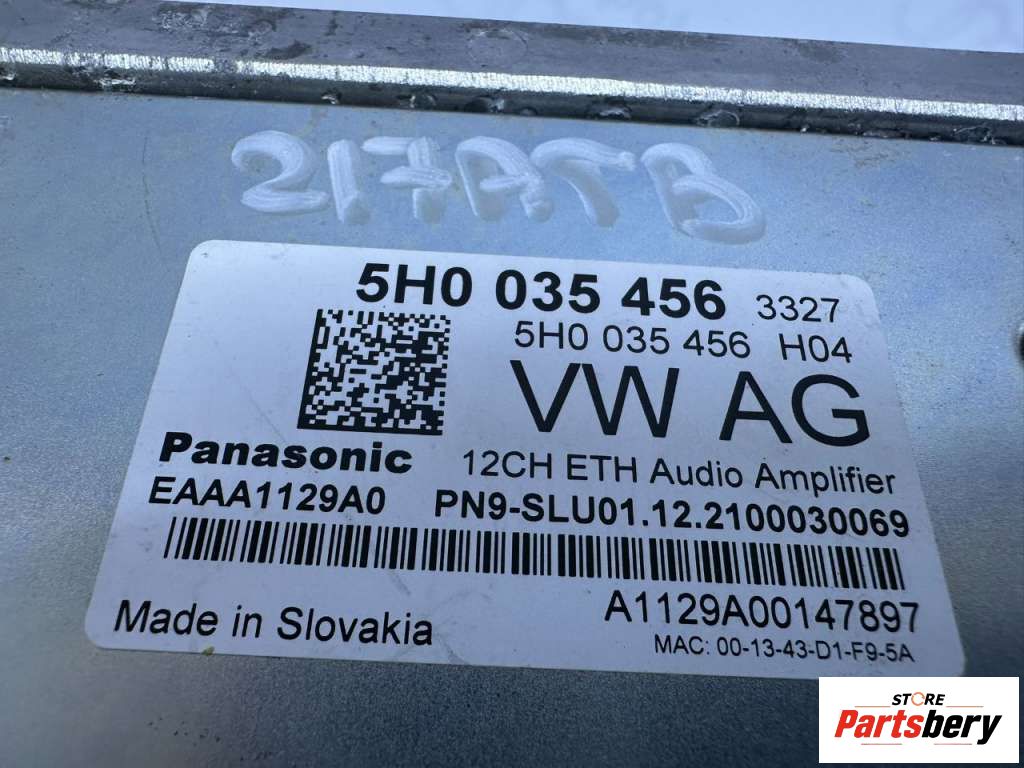 217ATB
5H0 035 456 3327
5H0 035 456 H04
VW AG
Panasonic 12CH ETH Audio Amplifier
EAAA1129A0 PN9-SLU01.12.2100030069
A1129A00147897
Made in Slovakia
MAC: 00-13-43-D1-F9-5A
STORE
Partsbery